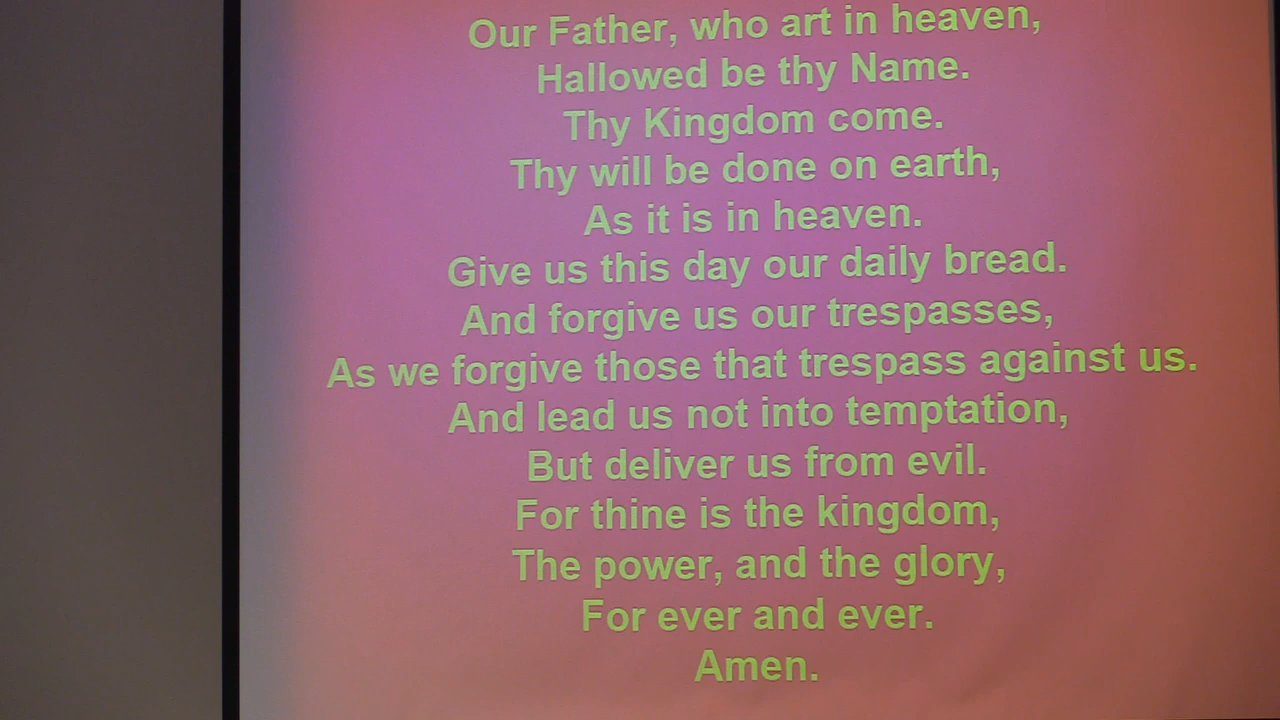 Our Father, who art in heaven,
Hallowed be thy Name.
Thy Kingdom come.
Thy will be done on earth,
As it is in heaven.
Give us this day our daily bread.
And forgive us our trespasses,
As we forgive those that trespass against us.
And lead us not into temptation,
But deliver us from evil.
For thine is the kingdom,
The power, and the glory,
For ever and ever.
Amen.